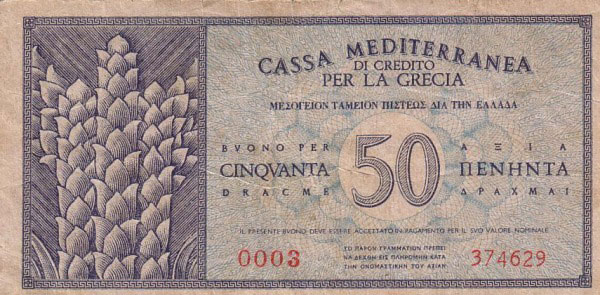 CASSA MEDITERRANEA
DI CREDITO
PER LA GRECIA
ΜΕΣΟΓΕΙΟΝ ΤΑΜΕΙΟΝ ΠΙΣΤΕΩΣ ΔΙΑ ΤΗΝ ΕΛΛΑΔΑ
BVONO PER
CINQVANTA
DRACME
50
ΑΞΙΑ
ΠΕΝΗΝΤΑ
ΔΡΑΧΜΑΙ
IL PRESENTE BVONO DEVE ESSERE ACCETTATO IN PAGAMENTO PER IL SVO VALORE NOMINALE
0003
ΤΟ ΠΑΡΟΝ ΓΡΑΜΜΑΤΙΟΝ ΠΡΕΠΕΙ
ΝΑ ΔΕΧΘΗ ΕΙΣ ΠΛΗΡΩΜΗΝ ΚΑΤΑ
ΤΗΝ ΟΝΟΜΑΣΤΙΚΗΝ ΤΟΥ ΑΞΙΑΝ
374629